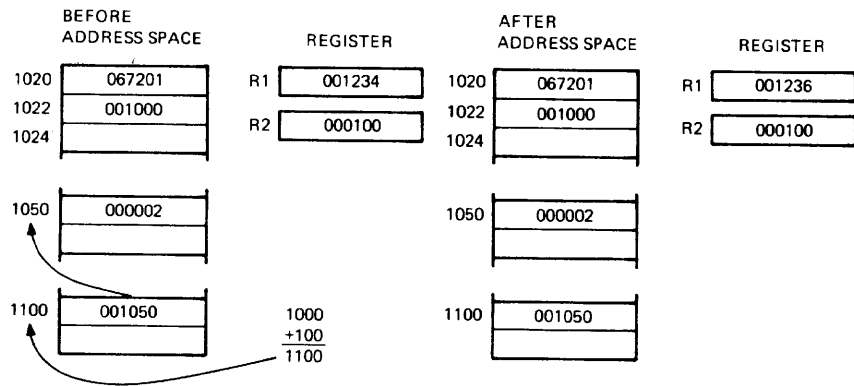 BEFORE
ADDRESS SPACE
REGISTER
1020 067201
1022 001000
1024
R1 001234
R2 000100
1050 000002
1100 001050
1000
+100
1100
AFTER
ADDRESS SPACE
REGISTER
1020 067201
1022 001000
1024
R1 001236
R2 000100
1050 000002
1100 001050